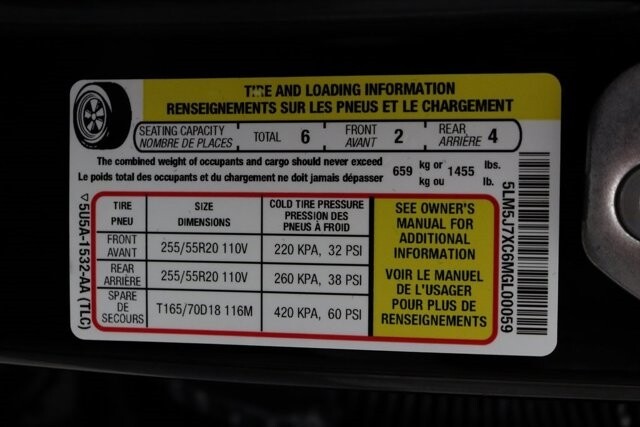 TIRE AND LOADING INFORMATION
RENSEIGNEMENTS SUR LES PNEUS ET LE CHARGEMENT
SEATING CAPACITY
NOMBRE DE PLACES
TOTAL 6
FRONT
AVANT
2
REAR
ARRIÈRE
4
The combined weight of occupants and cargo should never exceed
Le poids total des occupants et du chargement ne doit jamais dépasser
659
kg or
kg ou
1455
lbs.
lb.
TIRE
PNEU
SIZE
DIMENSIONS
COLD TIRE PRESSURE
PRESSION DES
PNEUS À FROID
FRONT
AVANT
255/55R20 110V
220 KPA, 32 PSI
REAR
ARRIÈRE
255/55R20 110V
260 KPA, 38 PSI
SPARE
DE
SECOURS
T165/70D18 116M
420 KPA, 60 PSI
SEE OWNER'S
MANUAL FOR
ADDITIONAL
INFORMATION
VOIR LE MANUEL
DE L'USAGER
POUR PLUS DE
RENSEIGNEMENTS
▽5U5A-1532-AA (TLC)
5LM5J7XC6MGL00059